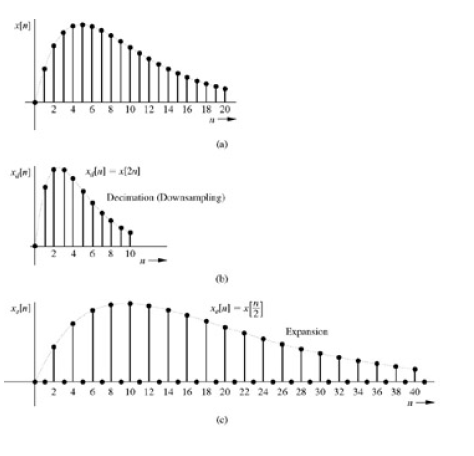 x[n]
2 4 6 8 10 12 14 16 18 20
n
(a)
x_d[n]
x_d[n] = x[2n]
Decimation (Downsampling)
2 4 6 8 10
n
(b)
x_e[n]
x_e[n] = x[n/2]
Expansion
2 4 6 8 10 12 14 16 18 20 22 24 26 28 30 32 34 36 38 40
n
(c)